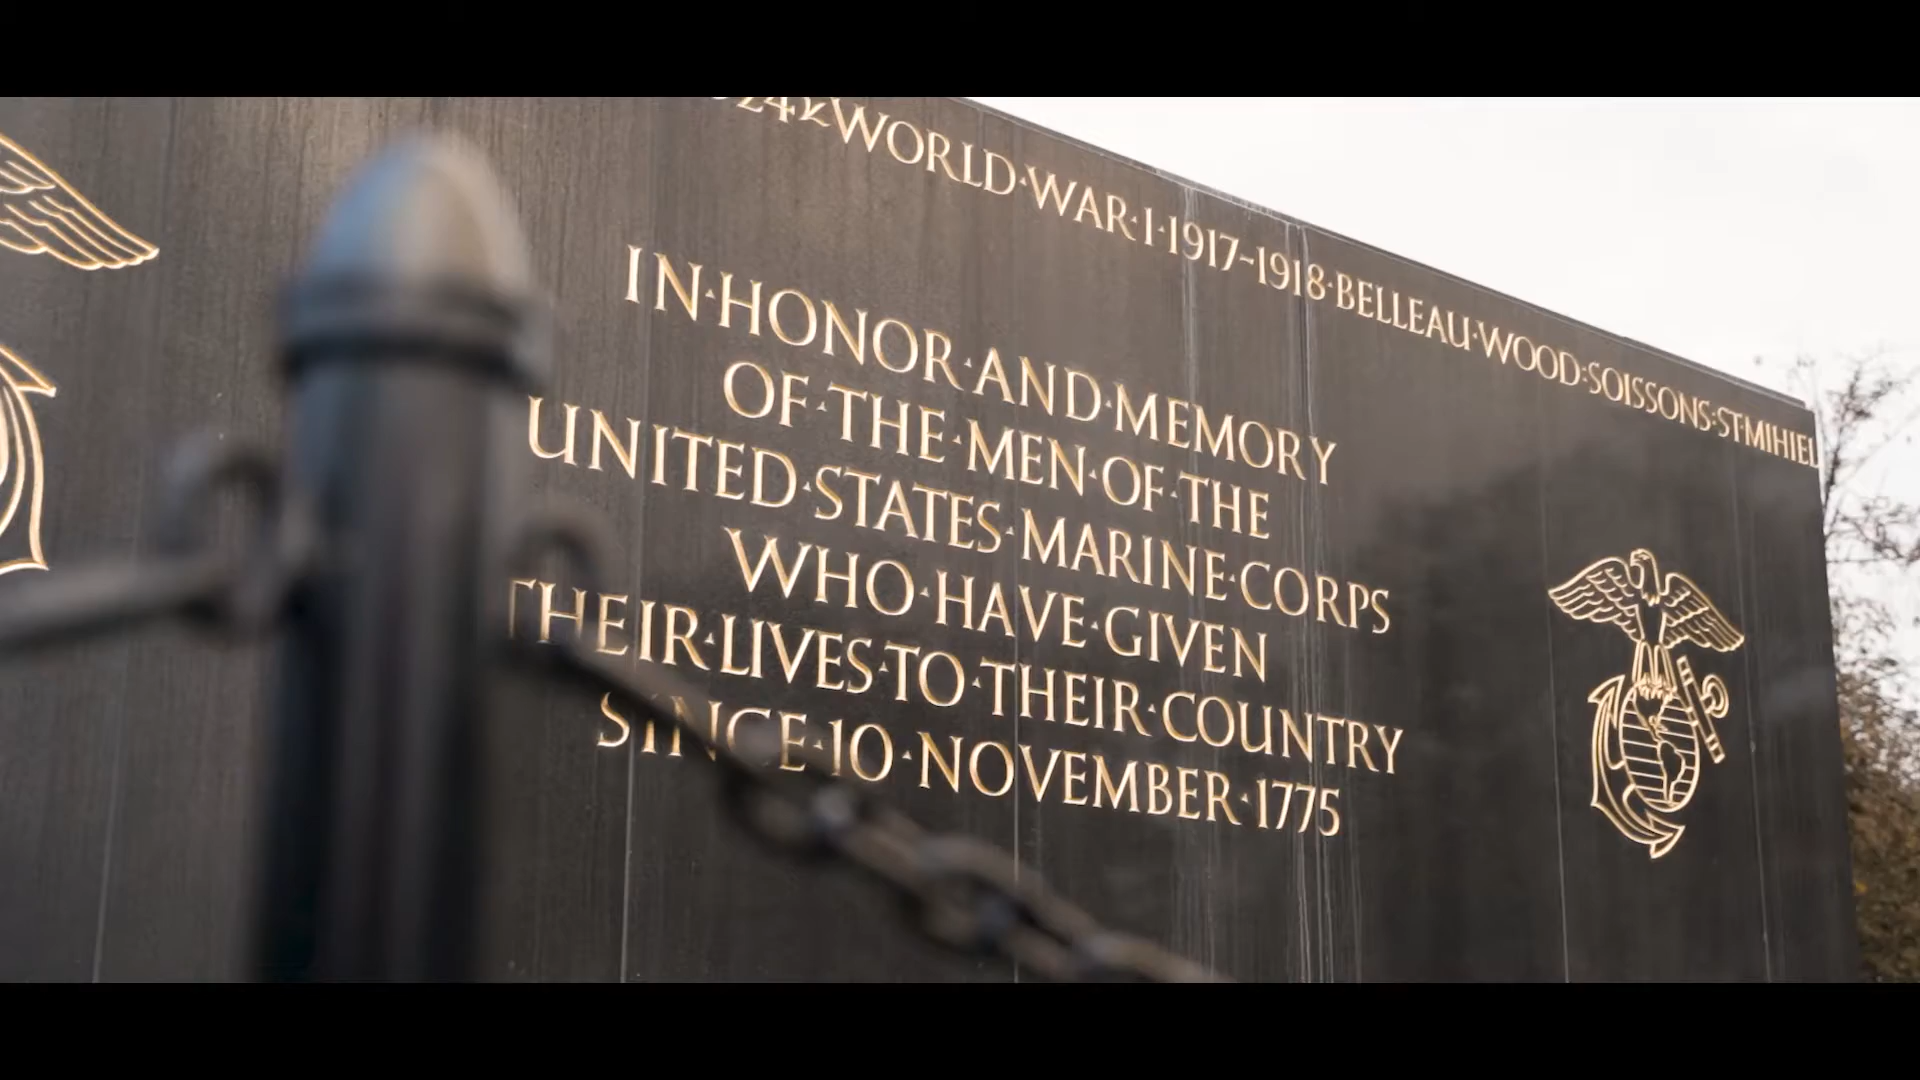 WORLD·WAR·I·1917-1918·BELLEAU·WOOD·SOISSONS·ST·MIHIEL
IN·HONOR·AND·MEMORY
OF·THE·MEN·OF·THE
UNITED·STATES·MARINE·CORPS
WHO·HAVE·GIVEN
THEIR·LIVES·TO·THEIR·COUNTRY
SINCE·10·NOVEMBER·1775